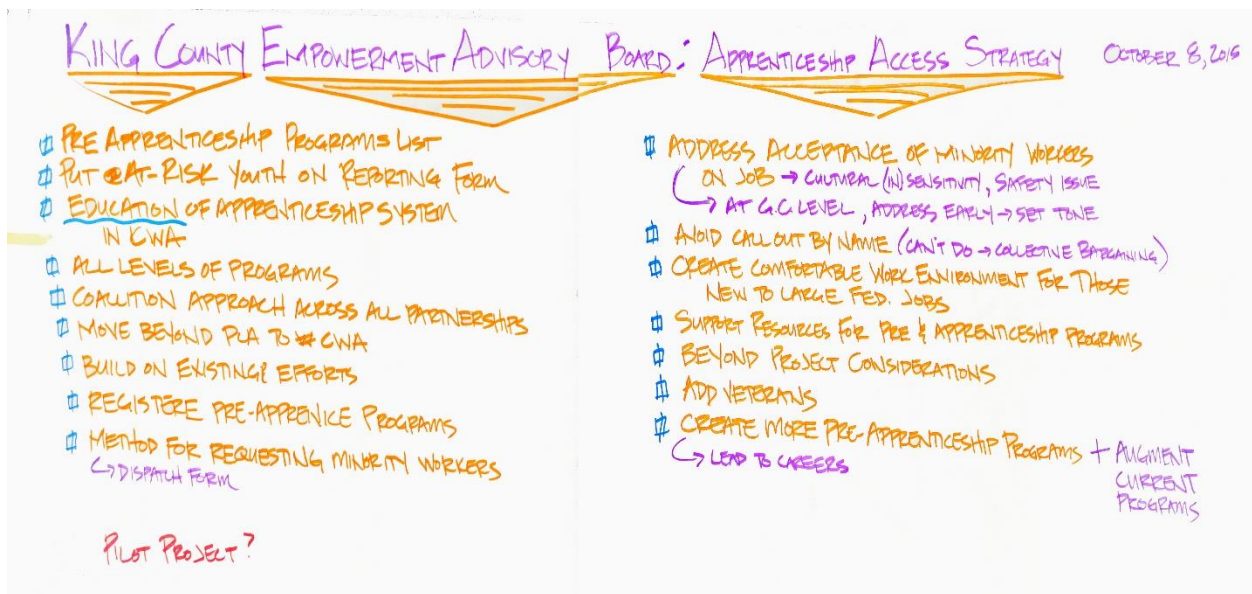 KING COUNTY EMPOWERMENT ADVISORY BOARD: APPRENTICESHIP ACCESS STRATEGY OCTOBER 8, 2015
PRE APPRENTICESHIP PROGRAMS LIST
PUT AT-RISK YOUTH ON REPORTING FORM
EDUCATION OF APPRENTICESHIP SYSTEM
IN CWA
ALL LEVELS OF PROGRAMS
COALITION APPROACH ACROSS ALL PARTNERSHIPS
MOVE BEYOND PLA TO CWA
BUILD ON EXISTING EFFORTS
REGISTERE PRE-APPRENICE PROGRAMS
METHOD FOR REQUESTING MINORITY WORKERS
↳ DISPATCH FORM
PILOT PROJECT?
ADDRESS ACCEPTANCE OF MINORITY WORKERS
ON JOB → CULTURAL (IN)SENSITIVITY, SAFETY ISSUE
↳ AT G.C. LEVEL, ADDRESS EARLY → SET TONE
AVOID CALL OUT BY NAME (CAN'T DO → COLLECTIVE BARGAINING)
CREATE COMFORTABLE WORK ENVIRONMENT FOR THOSE
NEW TO LARGE FED. JOBS
SUPPORT RESOURCES FOR PRE & APPRENTICESHIP PROGRAMS
BEYOND PROJECT CONSIDERATIONS
ADD VETERANS
CREATE MORE PRE-APPRENTICESHIP PROGRAMS + AUGMENT
CURRENT
PROGRAMS
↳ LEAD TO CAREERS